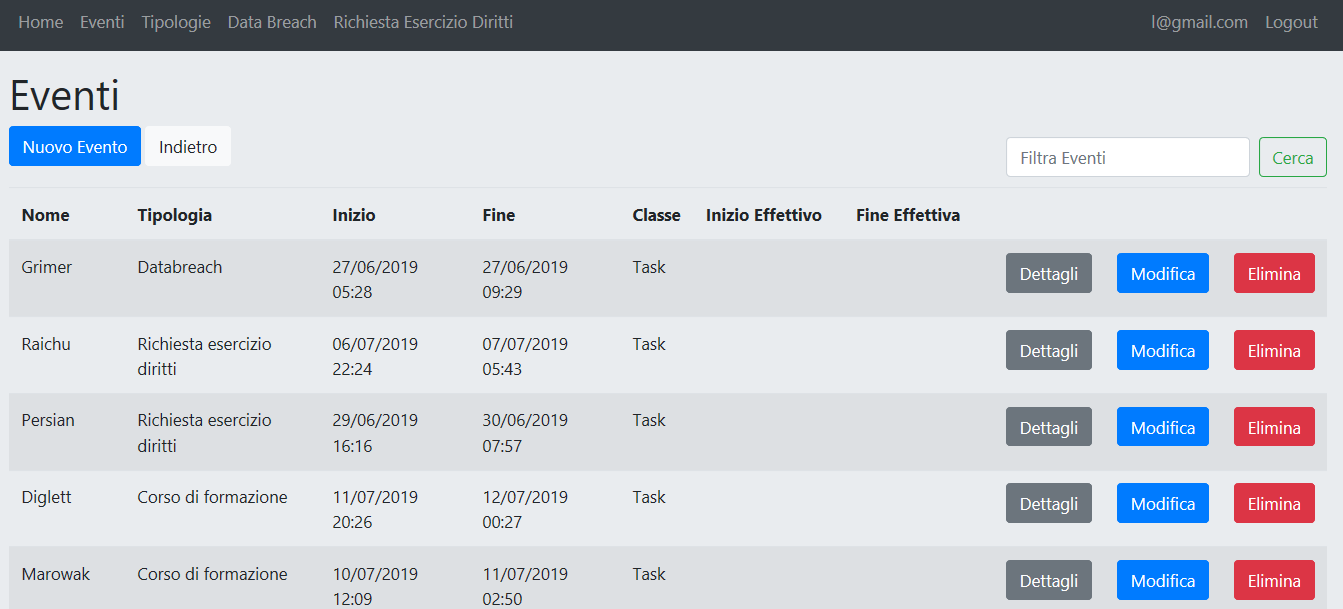 Home Eventi Tipologie Data Breach Richiesta Esercizio Diritti l@gmail.com Logout
Eventi
Nuovo Evento Indietro
Filtra Eventi Cerca
Nome Tipologia Inizio Fine Classe Inizio Effettivo Fine Effettiva
Grimer Databreach 27/06/2019 27/06/2019 Task Dettagli Modifica Elimina
05:28 09:29
Raichu Richiesta esercizio 06/07/2019 07/07/2019 Task Dettagli Modifica Elimina
diritti 22:24 05:43
Persian Richiesta esercizio 29/06/2019 30/06/2019 Task Dettagli Modifica Elimina
diritti 16:16 07:57
Diglett Corso di formazione 11/07/2019 12/07/2019 Task Dettagli Modifica Elimina
20:26 00:27
Marowak Corso di formazione 10/07/2019 11/07/2019 Task Dettagli Modifica Elimina
12:09 02:50